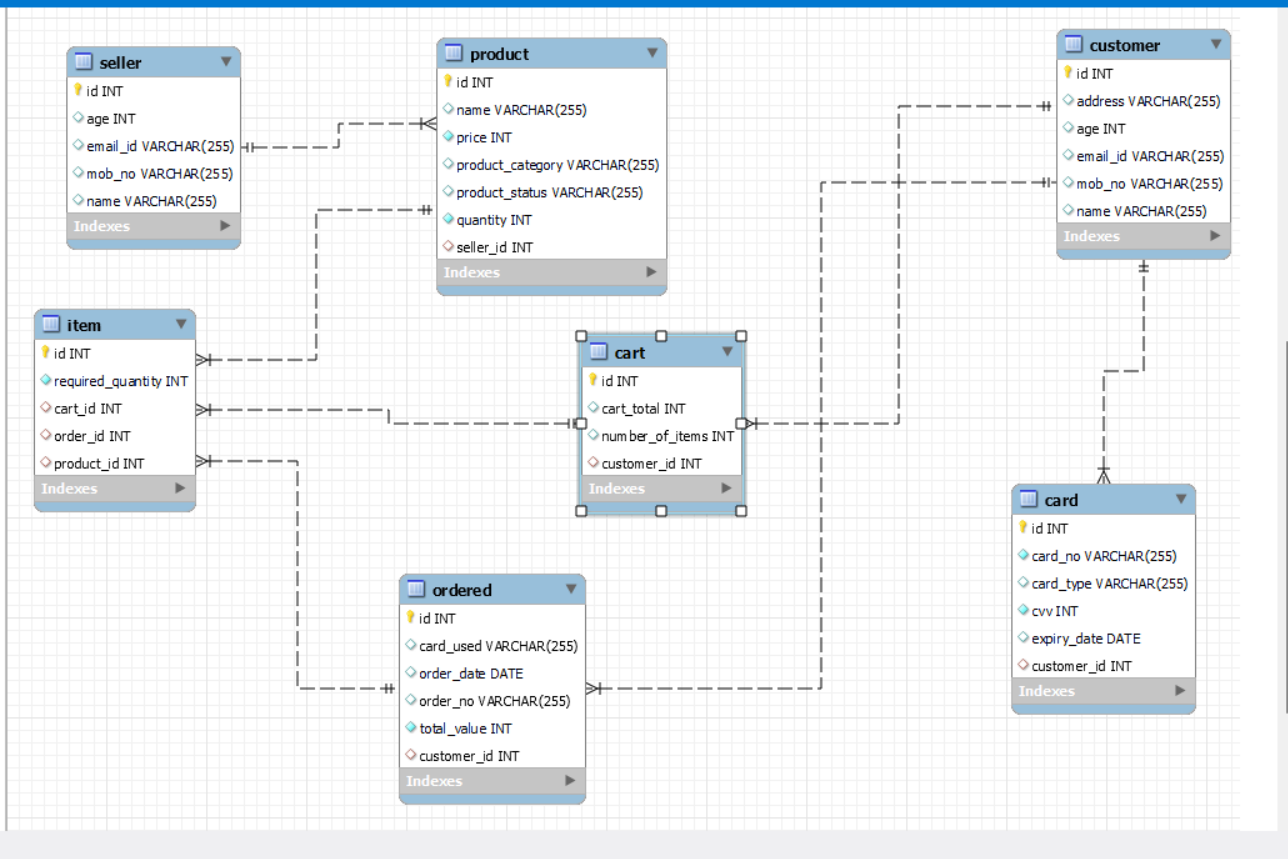 seller
id INT
age INT
email_id VARCHAR(255)
mob_no VARCHAR(255)
name VARCHAR(255)
Indexes
product
id INT
name VARCHAR(255)
price INT
product_category VARCHAR(255)
product_status VARCHAR(255)
quantity INT
seller_id INT
Indexes
customer
id INT
address VARCHAR(255)
age INT
email_id VARCHAR(255)
mob_no VARCHAR(255)
name VARCHAR(255)
Indexes
item
id INT
required_quantity INT
cart_id INT
order_id INT
product_id INT
Indexes
cart
id INT
cart_total INT
number_of_items INT
customer_id INT
Indexes
card
id INT
card_no VARCHAR(255)
card_type VARCHAR(255)
cvv INT
expiry_date DATE
customer_id INT
Indexes
ordered
id INT
card_used VARCHAR(255)
order_date DATE
order_no VARCHAR(255)
total_value INT
customer_id INT
Indexes